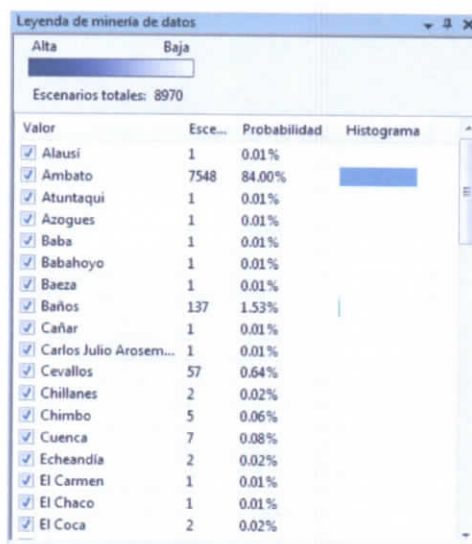 Leyenda de minería de datos
Alta Baja
Escenarios totales: 8970
Valor Esce... Probabilidad Histograma
Alausí 1 0.01%
Ambato 7548 84.00%
Atuntaqui 1 0.01%
Azogues 1 0.01%
Baba 1 0.01%
Babahoyo 1 0.01%
Baeza 1 0.01%
Baños 137 1.53%
Cañar 1 0.01%
Carlos Julio Arosem... 1 0.01%
Cevallos 57 0.64%
Chillanes 2 0.02%
Chimbo 5 0.06%
Cuenca 7 0.08%
Echeandía 2 0.02%
El Carmen 1 0.01%
El Chaco 1 0.01%
El Coca 2 0.02%